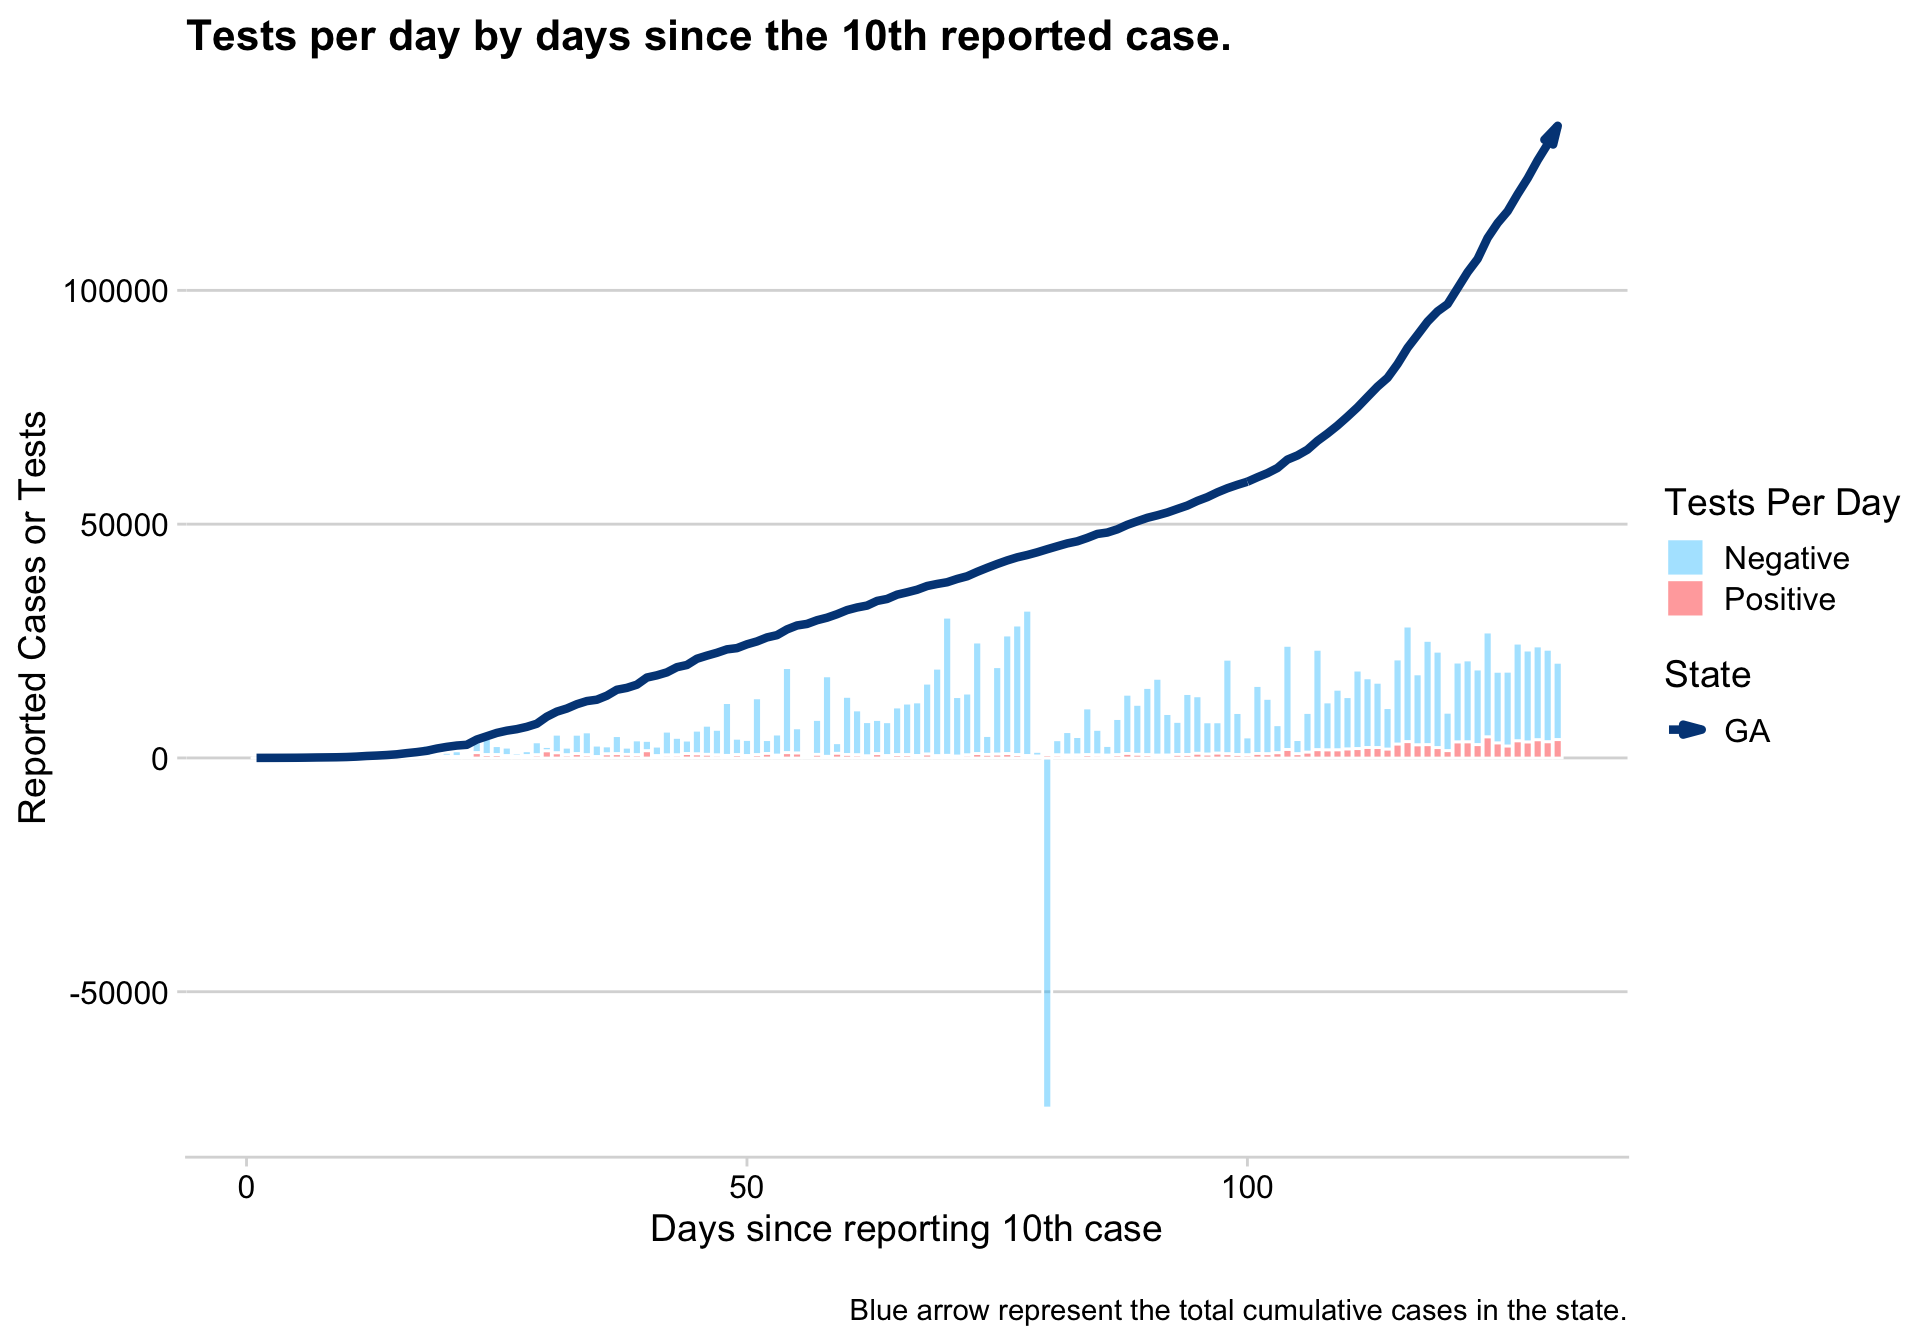 Tests per day by days since the 10th reported case.
Reported Cases or Tests
100000
50000
0
-50000
0
50
100
Days since reporting 10th case
Tests Per Day
Negative
Positive
State
GA
Blue arrow represent the total cumulative cases in the state.